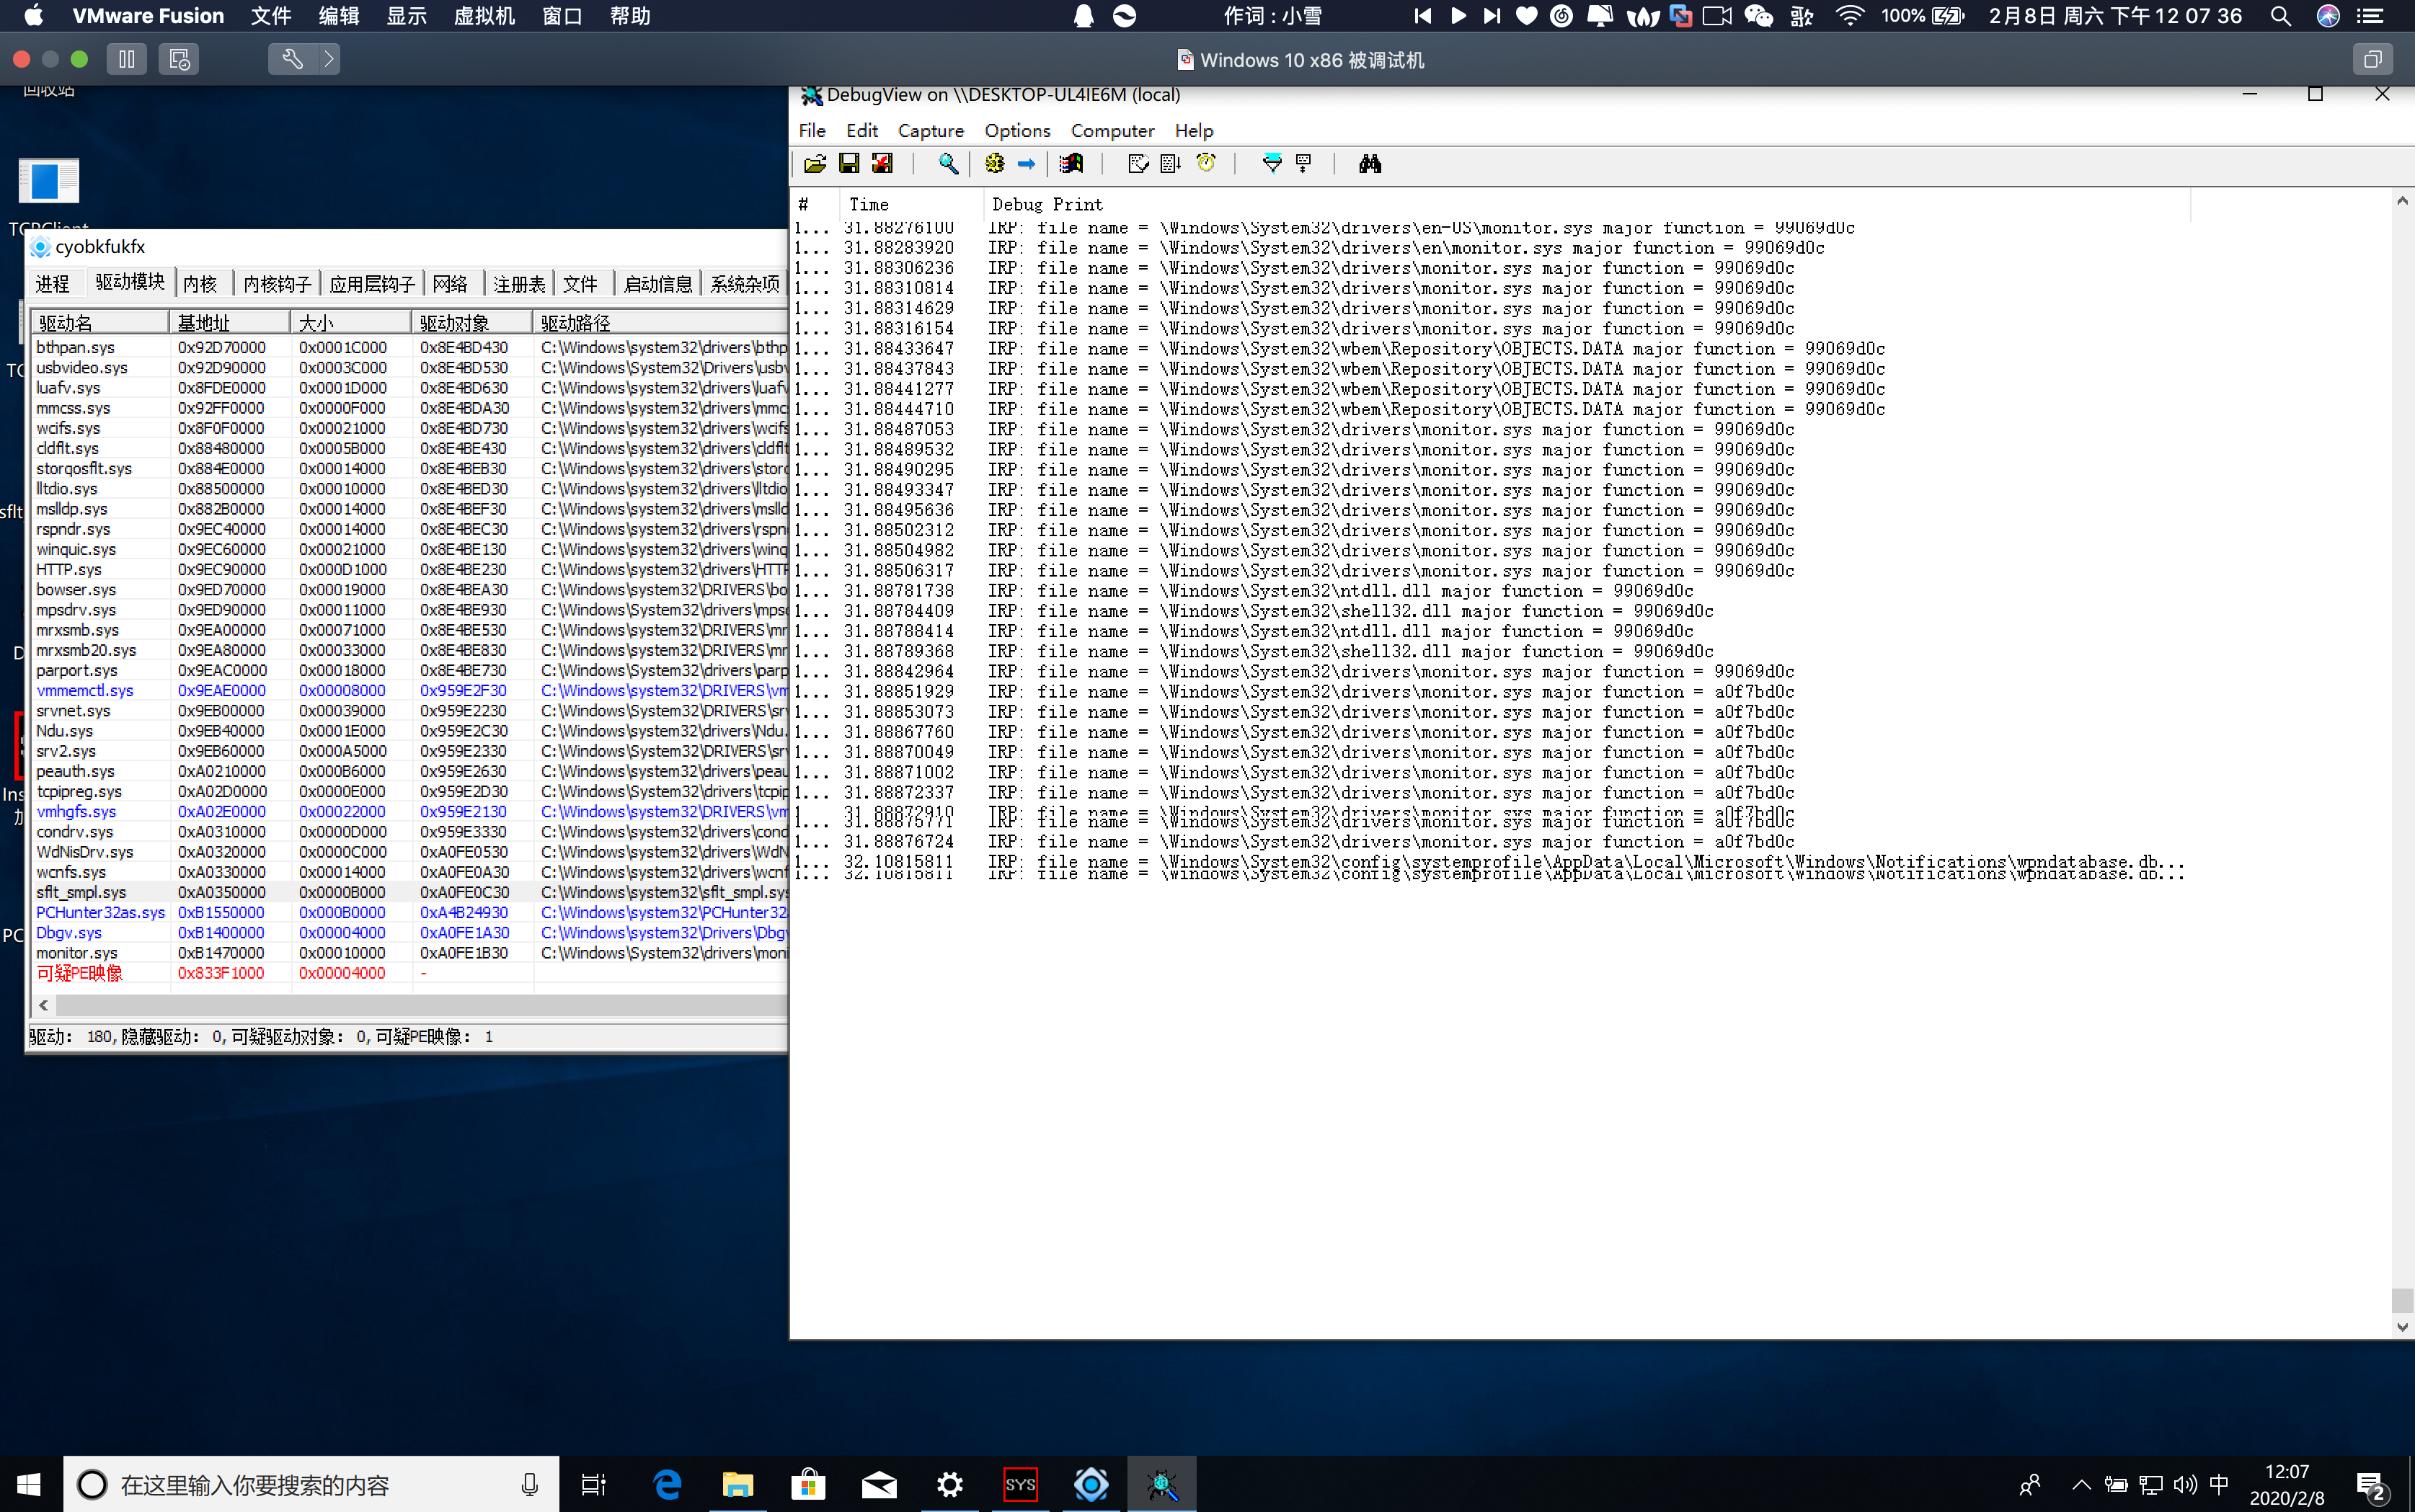 VMware Fusion 文件 编辑 显示 虚拟机 窗口 帮助 作词 : 小雪 歌 100% 2月8日 周六 下午12 07 36
Windows 10 x86 被调试机
回收站
DebugView on \\DESKTOP-UL4IE6M (local)
File Edit Capture Options Computer Help
# Time Debug Print
1... 31.88276100 IRP: file name = \Windows\System32\drivers\en-US\monitor.sys major function = 99069d0c
1... 31.88283920 IRP: file name = \Windows\System32\drivers\en\monitor.sys major function = 99069d0c
1... 31.88306236 IRP: file name = \Windows\System32\drivers\monitor.sys major function = 99069d0c
1... 31.88310814 IRP: file name = \Windows\System32\drivers\monitor.sys major function = 99069d0c
1... 31.88314629 IRP: file name = \Windows\System32\drivers\monitor.sys major function = 99069d0c
1... 31.88316154 IRP: file name = \Windows\System32\drivers\monitor.sys major function = 99069d0c
1... 31.88433647 IRP: file name = \Windows\System32\wbem\Repository\OBJECTS.DATA major function = 99069d0c
1... 31.88437843 IRP: file name = \Windows\System32\wbem\Repository\OBJECTS.DATA major function = 99069d0c
1... 31.88441277 IRP: file name = \Windows\System32\wbem\Repository\OBJECTS.DATA major function = 99069d0c
1... 31.88444710 IRP: file name = \Windows\System32\wbem\Repository\OBJECTS.DATA major function = 99069d0c
1... 31.88487053 IRP: file name = \Windows\System32\drivers\monitor.sys major function = 99069d0c
1... 31.88489532 IRP: file name = \Windows\System32\drivers\monitor.sys major function = 99069d0c
1... 31.88490295 IRP: file name = \Windows\System32\drivers\monitor.sys major function = 99069d0c
1... 31.88493347 IRP: file name = \Windows\System32\drivers\monitor.sys major function = 99069d0c
1... 31.88495636 IRP: file name = \Windows\System32\drivers\monitor.sys major function = 99069d0c
1... 31.88502312 IRP: file name = \Windows\System32\drivers\monitor.sys major function = 99069d0c
1... 31.88504982 IRP: file name = \Windows\System32\drivers\monitor.sys major function = 99069d0c
1... 31.88506317 IRP: file name = \Windows\System32\drivers\monitor.sys major function = 99069d0c
1... 31.88781738 IRP: file name = \Windows\System32\ntdll.dll major function = 99069d0c
1... 31.88784409 IRP: file name = \Windows\System32\shell32.dll major function = 99069d0c
1... 31.88788414 IRP: file name = \Windows\System32\ntdll.dll major function = 99069d0c
1... 31.88789368 IRP: file name = \Windows\System32\shell32.dll major function = 99069d0c
1... 31.88842964 IRP: file name = \Windows\System32\drivers\monitor.sys major function = 99069d0c
1... 31.88851929 IRP: file name = \Windows\System32\drivers\monitor.sys major function = a0f7bd0c
1... 31.88853073 IRP: file name = \Windows\System32\drivers\monitor.sys major function = a0f7bd0c
1... 31.88867760 IRP: file name = \Windows\System32\drivers\monitor.sys major function = a0f7bd0c
1... 31.88870049 IRP: file name = \Windows\System32\drivers\monitor.sys major function = a0f7bd0c
1... 31.88871002 IRP: file name = \Windows\System32\drivers\monitor.sys major function = a0f7bd0c
1... 31.88872337 IRP: file name = \Windows\System32\drivers\monitor.sys major function = a0f7bd0c
1... 31.88872910 IRP: file name = \Windows\System32\drivers\monitor.sys major function = a0f7bd0c
1... 31.88876771 IRP: file name = \Windows\System32\drivers\monitor.sys major function = a0f7bd0c
1... 31.88876724 IRP: file name = \Windows\System32\drivers\monitor.sys major function = a0f7bd0c
1... 32.10815811 IRP: file name = \Windows\System32\config\systemprofile\AppData\Local\Microsoft\Windows\Notifications\wpndatabase.db...
1... 32.10815811 IRP: file name = \Windows\System32\config\systemprofile\AppData\Local\Microsoft\Windows\Notifications\wpndatabase.db...
TCPClient
cyobkfukfx
进程 驱动模块 内核 内核钩子 应用层钩子 网络 注册表 文件 启动信息 系统杂项
驱动名 基地址 大小 驱动对象 驱动路径
bthpan.sys 0x92D70000 0x0001C000 0x8E4BD430 C:\Windows\system32\drivers\bthp
usbvideo.sys 0x92D90000 0x0003C000 0x8E4BD530 C:\Windows\System32\Drivers\usbv
luafv.sys 0x8FDE0000 0x0001D000 0x8E4BD630 C:\Windows\system32\drivers\luafv
mmcss.sys 0x92FF0000 0x0000F000 0x8E4BDA30 C:\Windows\system32\drivers\mmcs
wcifs.sys 0x8F0F0000 0x00021000 0x8E4BD730 C:\Windows\system32\drivers\wcifs
cldflt.sys 0x88480000 0x0005B000 0x8E4BE430 C:\Windows\system32\drivers\cldflt
storqosflt.sys 0x884E0000 0x00014000 0x8E4BEB30 C:\Windows\system32\drivers\storq
lltdio.sys 0x88500000 0x00010000 0x8E4BED30 C:\Windows\system32\drivers\lltdio
mslldp.sys 0x882B0000 0x00014000 0x8E4BEF30 C:\Windows\system32\drivers\mslld
rspndr.sys 0x9EC40000 0x00014000 0x8E4BEC30 C:\Windows\system32\drivers\rspn
winquic.sys 0x9EC60000 0x00021000 0x8E4BE130 C:\Windows\system32\drivers\winq
HTTP.sys 0x9EC90000 0x000D1000 0x8E4BE230 C:\Windows\system32\drivers\HTTP
bowser.sys 0x9ED70000 0x00019000 0x8E4BEA30 C:\Windows\system32\DRIVERS\bo
mpsdrv.sys 0x9ED90000 0x00011000 0x8E4BE930 C:\Windows\System32\drivers\mpsd
mrxsmb.sys 0x9EA00000 0x00071000 0x8E4BE530 C:\Windows\system32\DRIVERS\mr
mrxsmb20.sys 0x9EA80000 0x00033000 0x8E4BE830 C:\Windows\system32\DRIVERS\mr
parport.sys 0x9EAC0000 0x00018000 0x8E4BE730 C:\Windows\System32\drivers\parp
vmmemctl.sys 0x9EAE0000 0x00008000 0x959E2F30 C:\Windows\system32\DRIVERS\vm
srvnet.sys 0x9EB00000 0x00039000 0x959E2230 C:\Windows\System32\DRIVERS\sr
Ndu.sys 0x9EB40000 0x0001E000 0x959E2C30 C:\Windows\system32\drivers\Ndu.
srv2.sys 0x9EB60000 0x000A5000 0x959E2330 C:\Windows\System32\DRIVERS\srv
peauth.sys 0xA0210000 0x000B6000 0x959E2630 C:\Windows\system32\drivers\peau
tcpipreg.sys 0xA02D0000 0x0000E000 0x959E2D30 C:\Windows\System32\drivers\tcpip
vmhgfs.sys 0xA02E0000 0x00022000 0x959E2130 C:\Windows\system32\DRIVERS\vm
condrv.sys 0xA0310000 0x0000D000 0x959E3330 C:\Windows\System32\drivers\cond
WdNisDrv.sys 0xA0320000 0x0000C000 0xA0FE0530 C:\Windows\system32\drivers\WdN
wcnfs.sys 0xA0330000 0x00014000 0xA0FE0A30 C:\Windows\system32\drivers\wcnf
sflt_smpl.sys 0xA0350000 0x0000B000 0xA0FE0C30 C:\Windows\system32\sflt_smpl.sys
PCHunter32as.sys 0xB1550000 0x000B0000 0xA4B24930 C:\Windows\system32\PCHunter32
Dbgv.sys 0xB1400000 0x00004000 0xA0FE1A30 C:\Windows\system32\Drivers\Dbgv
monitor.sys 0xB1470000 0x00010000 0xA0FE1B30 C:\Windows\System32\drivers\moni
可疑PE映像 0x833F1000 0x00004000 -
驱动: 180, 隐藏驱动: 0, 可疑驱动对象: 0, 可疑PE映像: 1
TC
sflt
D
Ins
PC
在这里输入你要搜索的内容 SYS 中 12:07
2020/2/8 2